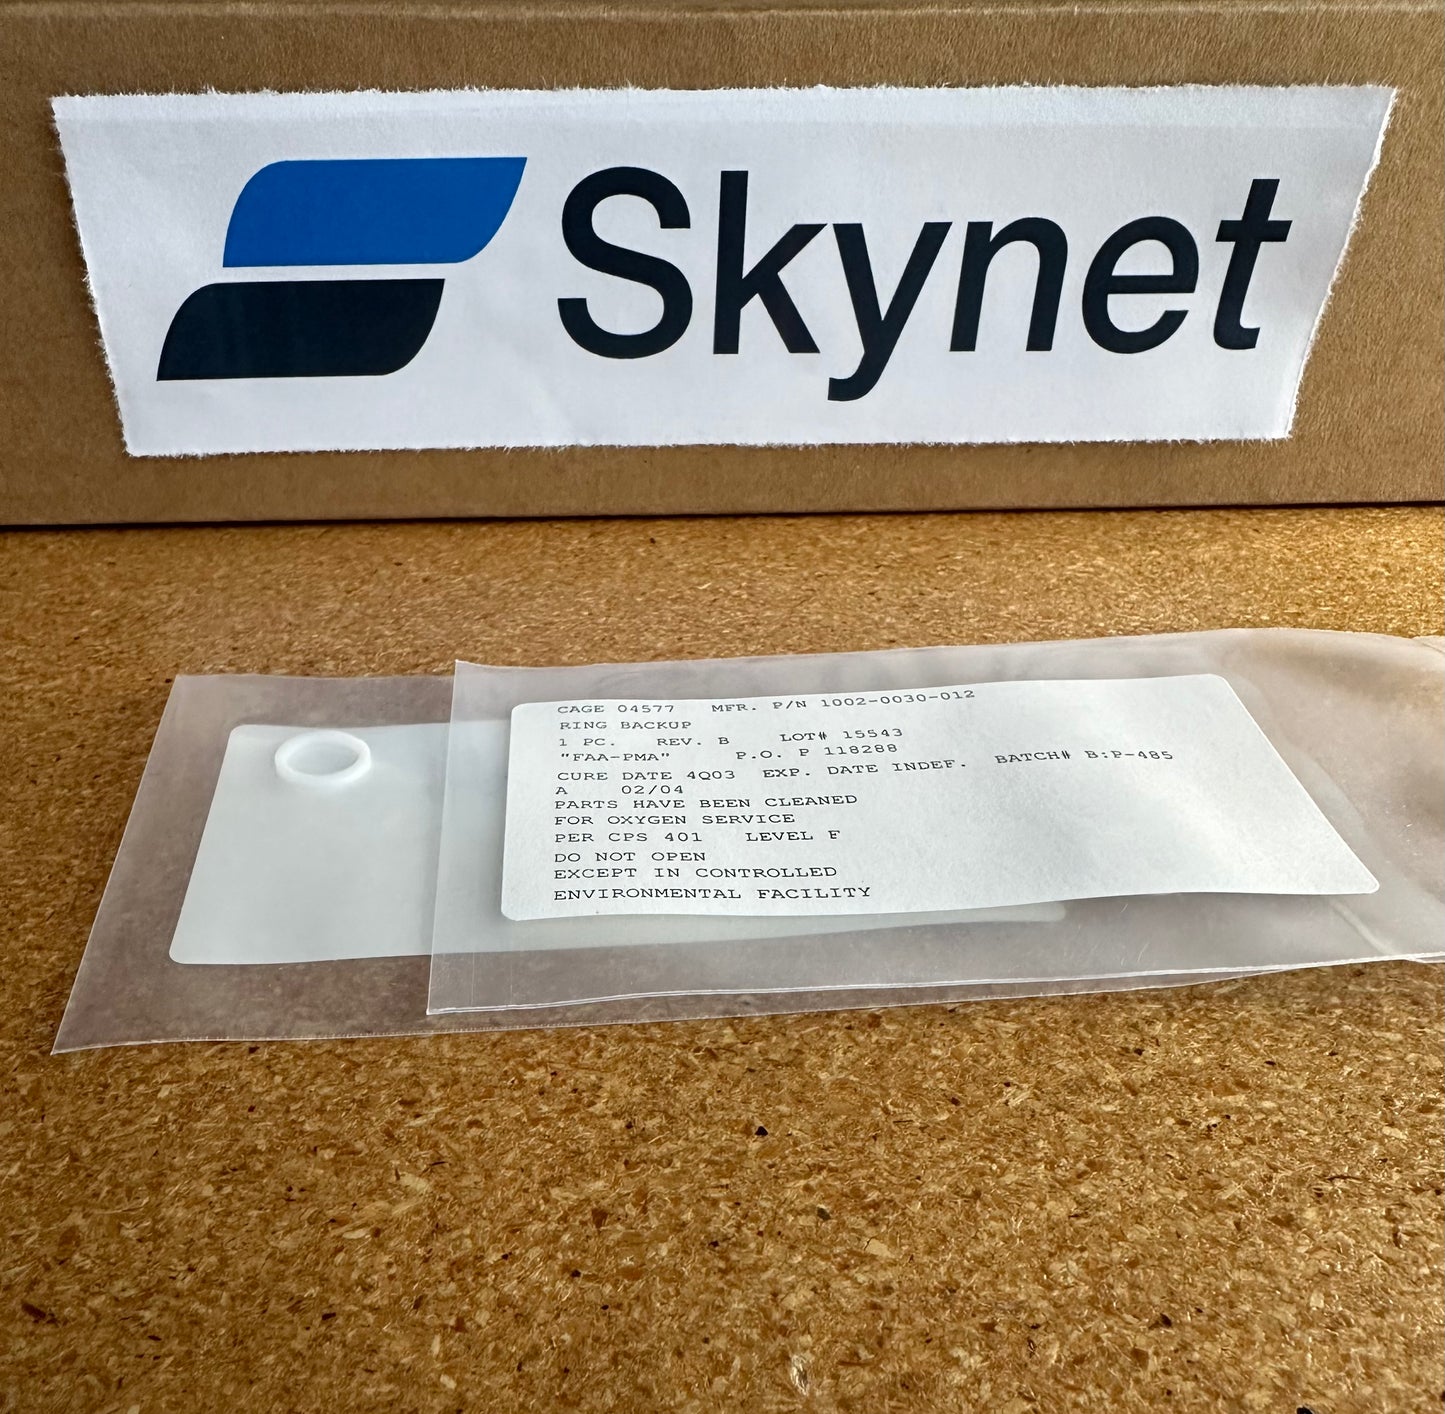 Skynet
CAGE 04577 MFR. P/N 1002-0030-012
RING BACKUP
1 PC. REV. B LOT# 15543
"FAA-PMA" P.O. P 118288
CURE DATE 4Q03 EXP. DATE INDEF. BATCH# B:P-485
A 02/04
PARTS HAVE BEEN CLEANED
FOR OXYGEN SERVICE
PER CPS 401 LEVEL F
DO NOT OPEN
EXCEPT IN CONTROLLED
ENVIRONMENTAL FACILITY